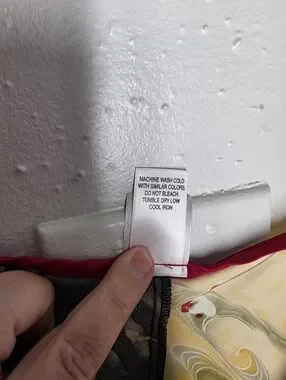 MACHINE WASH COLD
WITH SIMILAR COLORS
DO NOT BLEACH
TUMBLE DRY LOW
COOL IRON